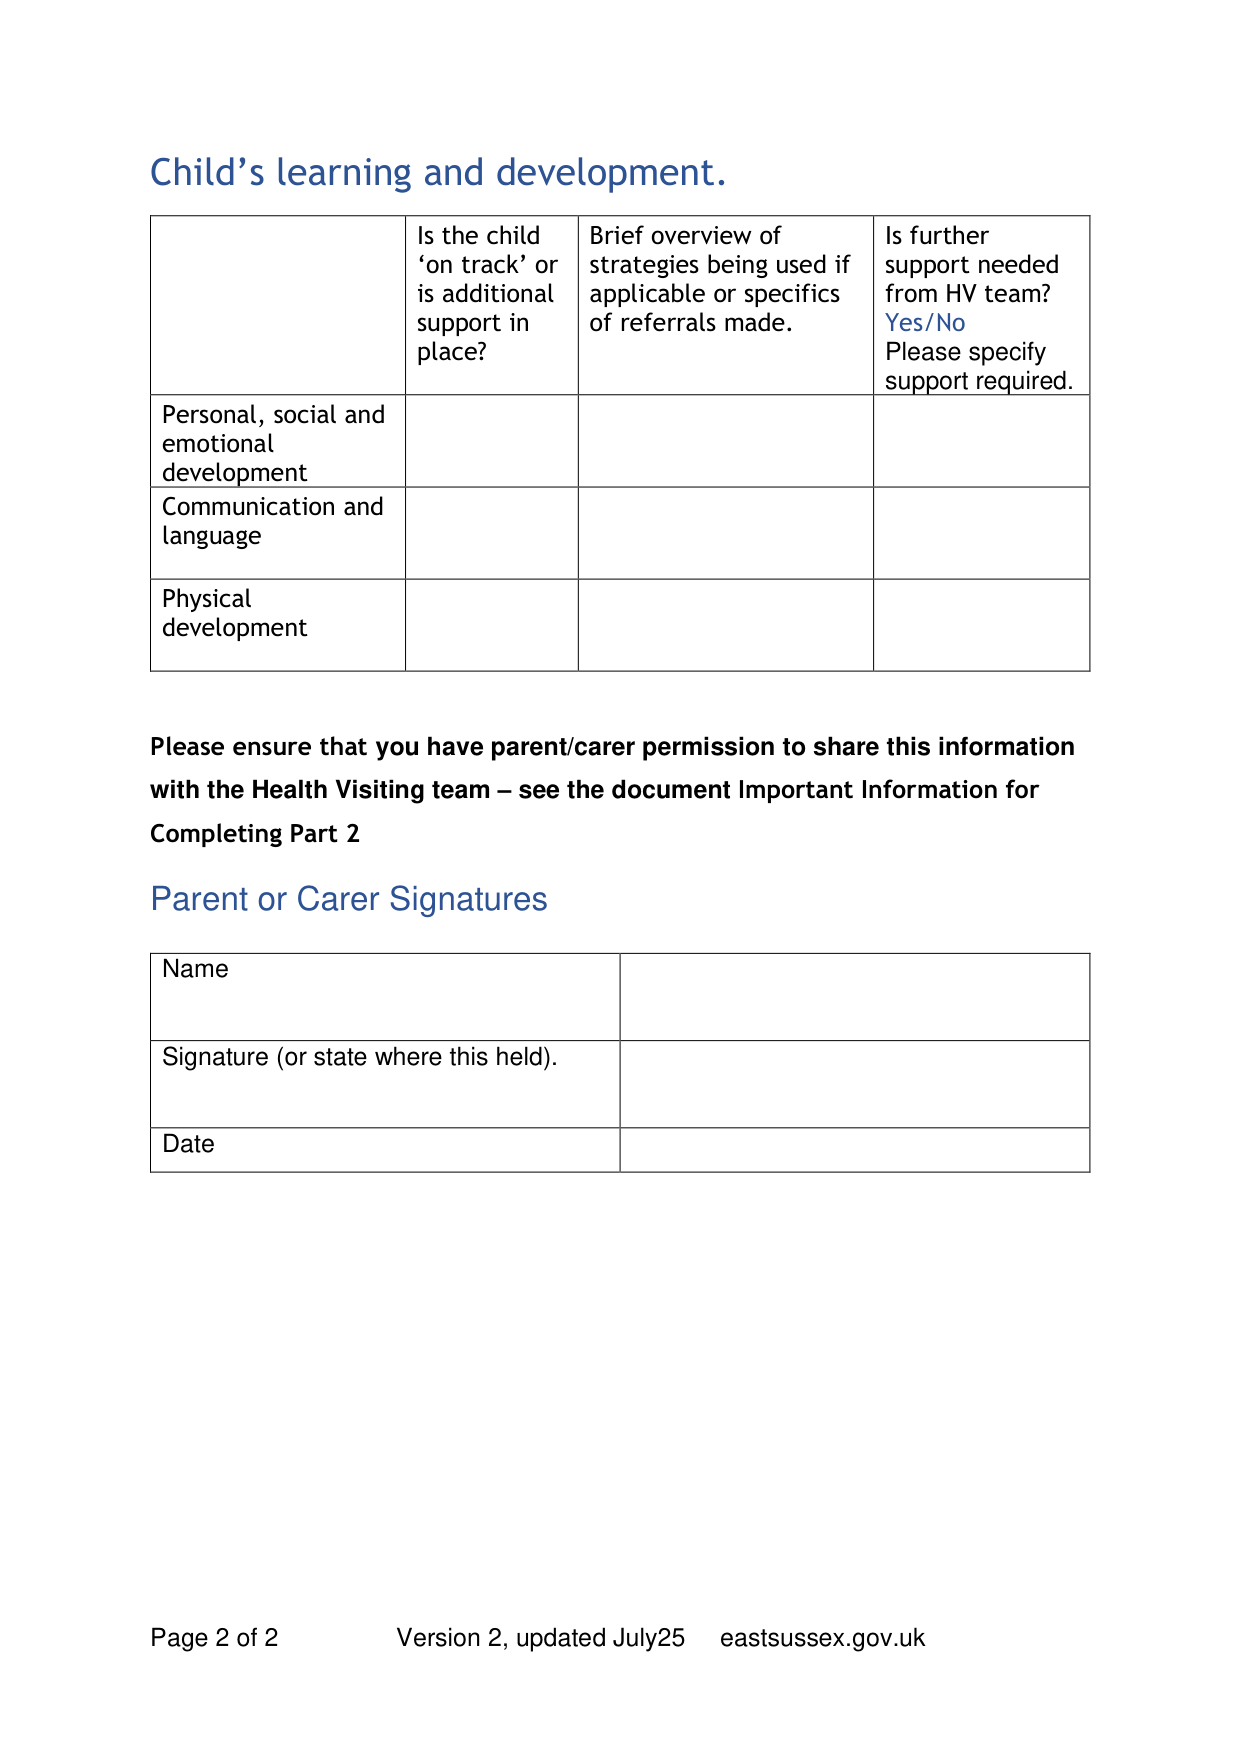 Child’s learning and development.
Is the child
‘on track’ or
is additional
support in
place?
Brief overview of
strategies being used if
applicable or specifics
of referrals made.
Is further
support needed
from HV team?
Yes/No
Please specify
support required.
Personal, social and
emotional
development
Communication and
language
Physical
development
Please ensure that you have parent/carer permission to share this information
with the Health Visiting team – see the document Important Information for
Completing Part 2
Parent or Carer Signatures
Name
Signature (or state where this held).
Date
Page 2 of 2 Version 2, updated July25 eastsussex.gov.uk